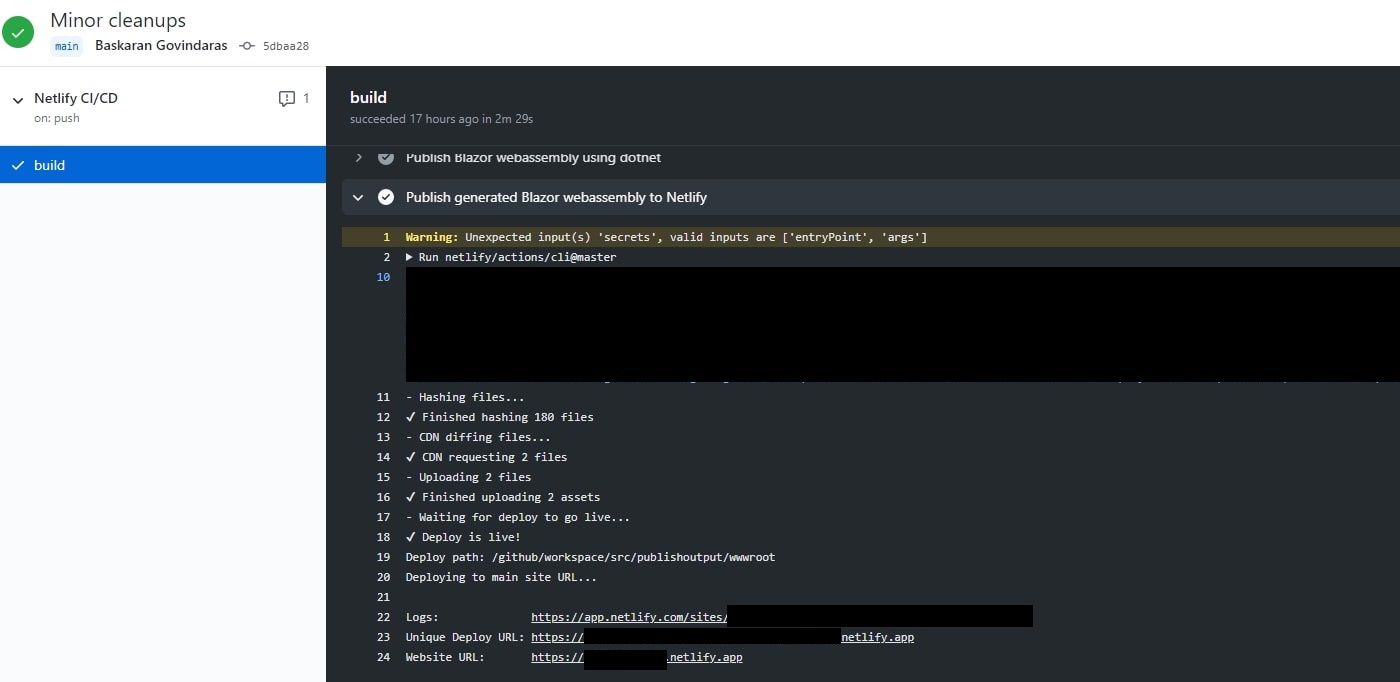 Minor cleanups
main Baskaran Govindaras 5dbaa28
Netlify CI/CD 1
on: push
build
build
succeeded 17 hours ago in 2m 29s
Publish Blazor webassembly using dotnet
Publish generated Blazor webassembly to Netlify
1 Warning: Unexpected input(s) 'secrets', valid inputs are ['entryPoint', 'args']
2 Run netlify/actions/cli@master
10
11 - Hashing files...
12 ✓ Finished hashing 180 files
13 - CDN diffing files...
14 ✓ CDN requesting 2 files
15 - Uploading 2 files
16 ✓ Finished uploading 2 assets
17 - Waiting for deploy to go live...
18 ✓ Deploy is live!
19 Deploy path: /github/workspace/src/publishoutput/wwwroot
20 Deploying to main site URL...
21
22 Logs: https://app.netlify.com/sites/
23 Unique Deploy URL: https:// netlify.app
24 Website URL: https:// .netlify.app